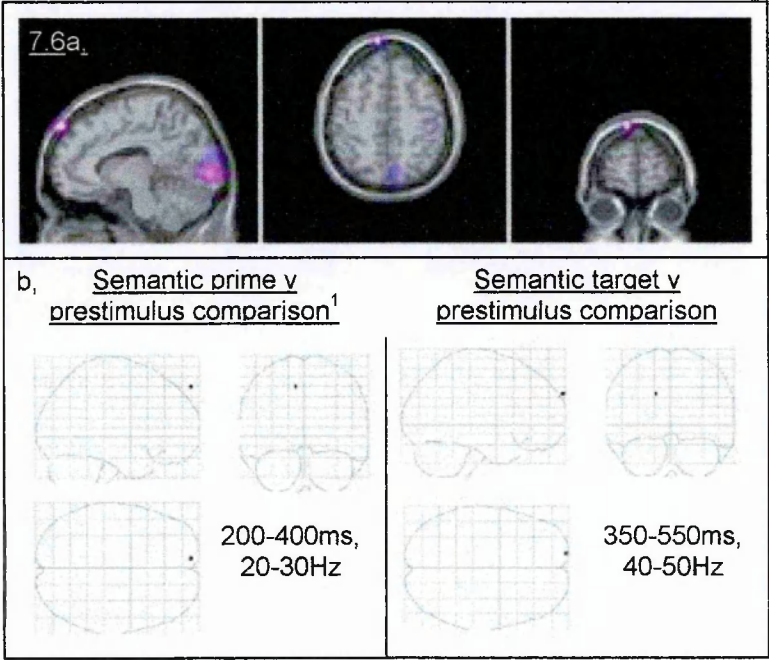 7.6a,
b,
Semantic prime v
prestimulus comparison¹
Semantic target v
prestimulus comparison
200-400ms,
20-30Hz
350-550ms,
40-50Hz